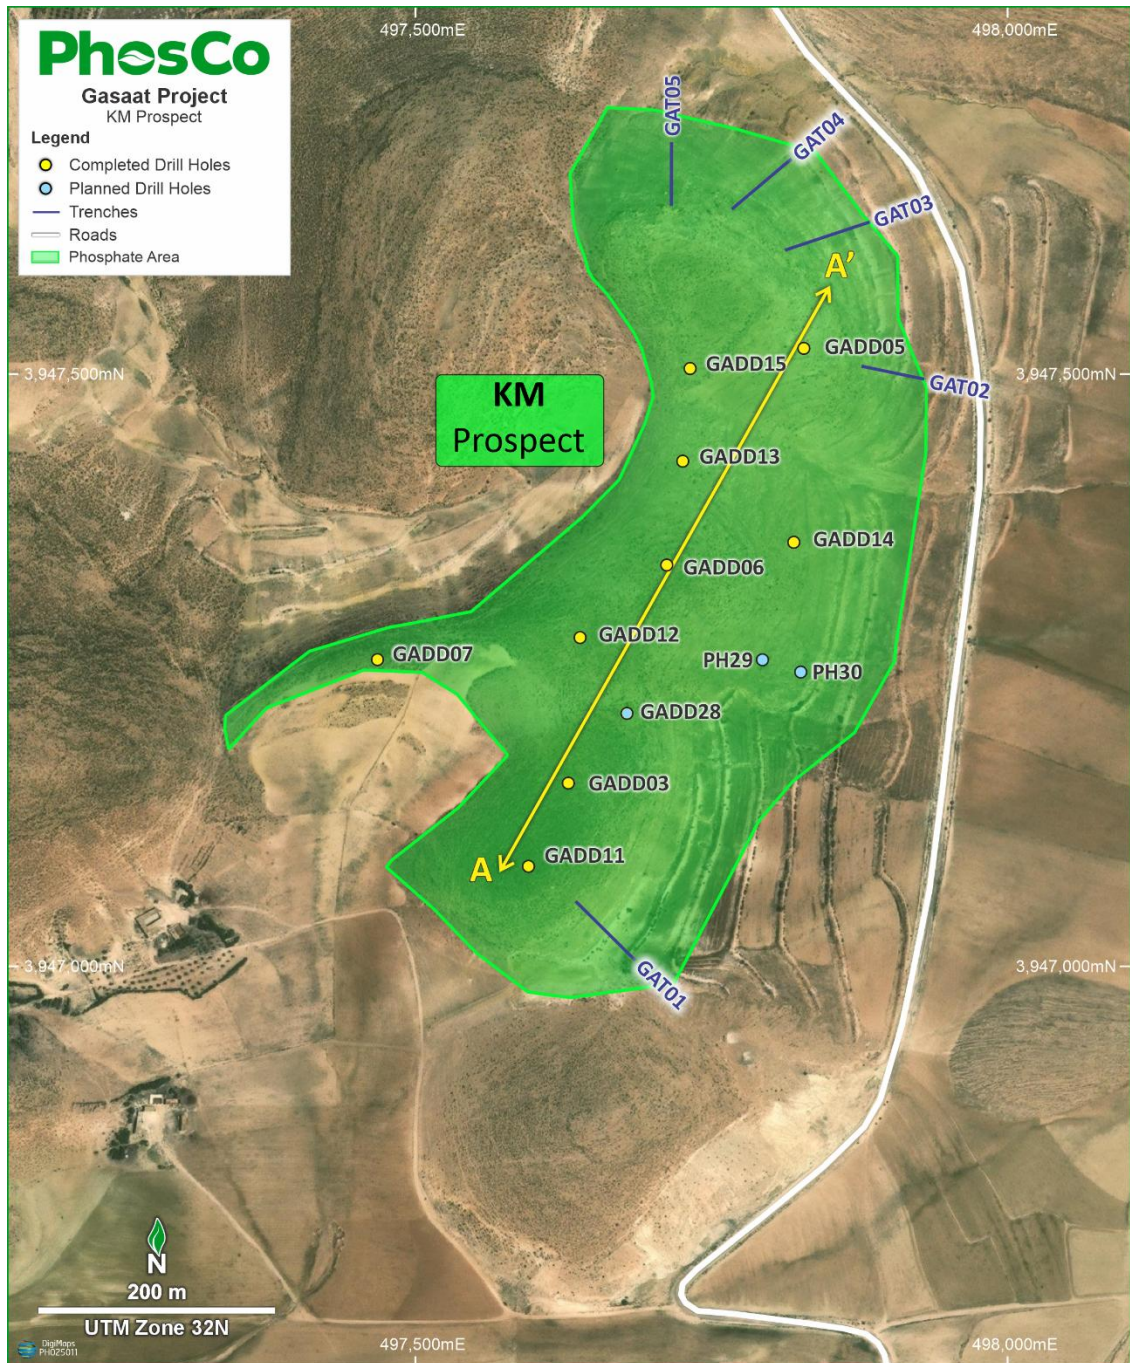 497,500mE
498,000mE
PhosCo
Gasaat Project
KM Prospect
Legend
Completed Drill Holes
Planned Drill Holes
Trenches
Roads
Phosphate Area
GAT05
GAT04
GAT03
A’
GADD05
3,947,500mN
GADD15
3,947,500mN
GAT02
KM
Prospect
GADD13
GADD14
GADD06
GADD12
GADD07
PH29
PH30
GADD28
GADD03
GADD11
A
3,947,000mN
GAT01
3,947,000mN
N
200 m
UTM Zone 32N
DigiMaps
PH025011
497,500mE
498,000mE